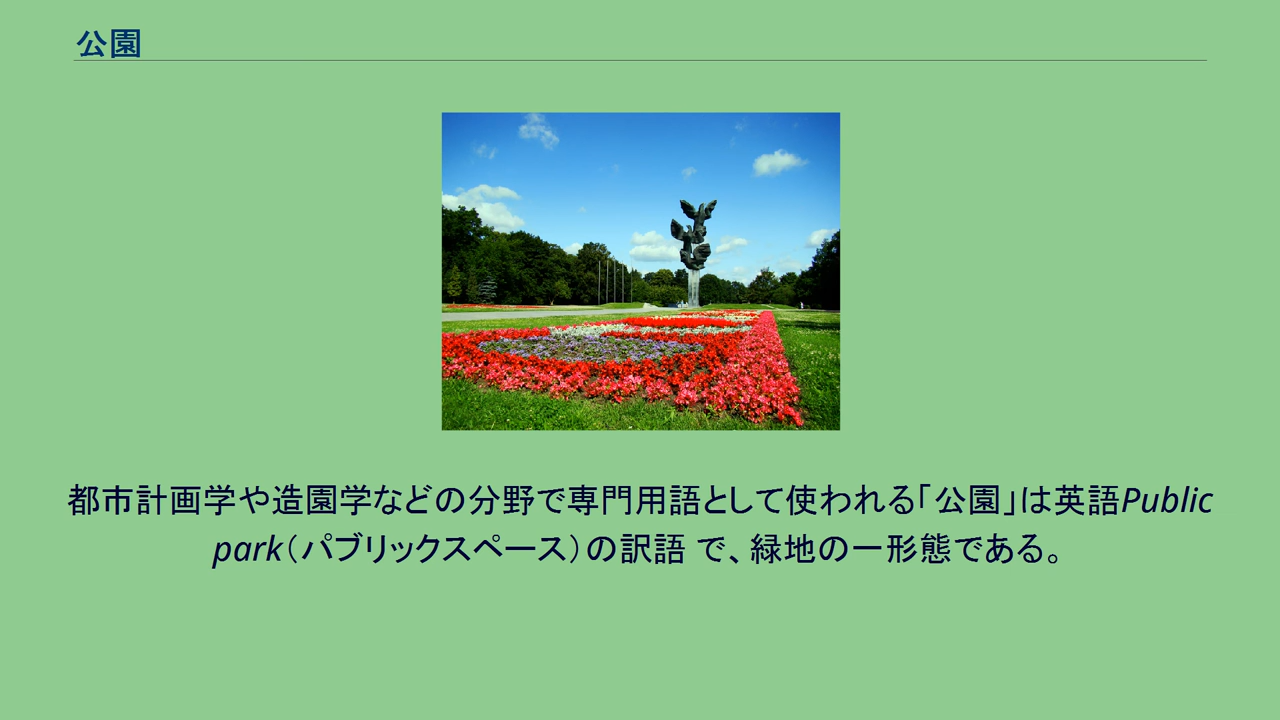 公園
都市計画学や造園学などの分野で専門用語として使われる「公園」は英語Public
park（パブリックスペース）の訳語 で、緑地の一形態である。